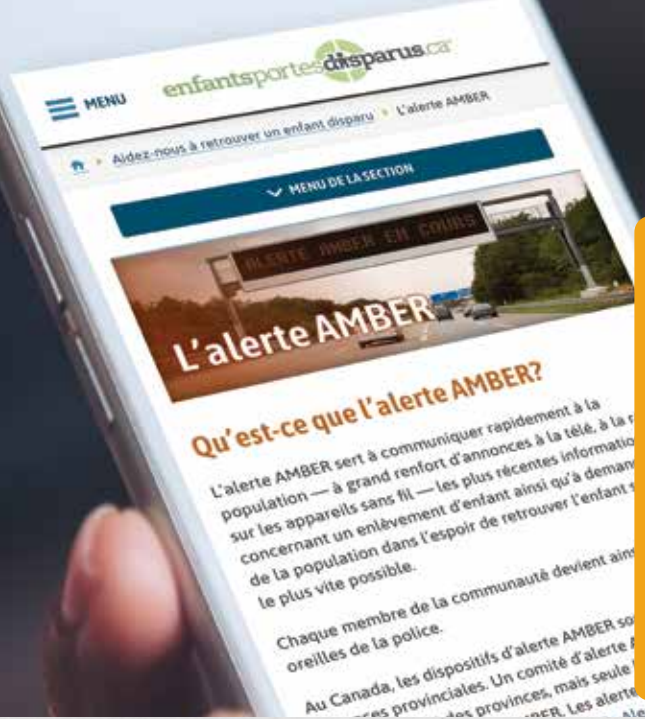 MENU
enfantsportesdisparus.ca
Aidez-nous à retrouver un enfant disparu
L'alerte AMBER
MENU DE LA SECTION
ALERTE AMBER EN COURS
L'alerte AMBER
Qu'est-ce que l'alerte AMBER?
L'alerte AMBER sert à communiquer rapidement à la
population — à grand renfort d'annonces à la télé, à la
sur les appareils sans fil — les plus récentes
concernant un enlèvement d'enfant ainsi qu'à
de la population dans l'espoir de retrouver l'enfant
le plus vite possible.
Chaque membre de la communauté devient
oreilles de la police.
Au Canada, les dispositifs d'alerte AMBER
provinciales. Un comité d'alerte
des provinces, mais seule
Les alertes